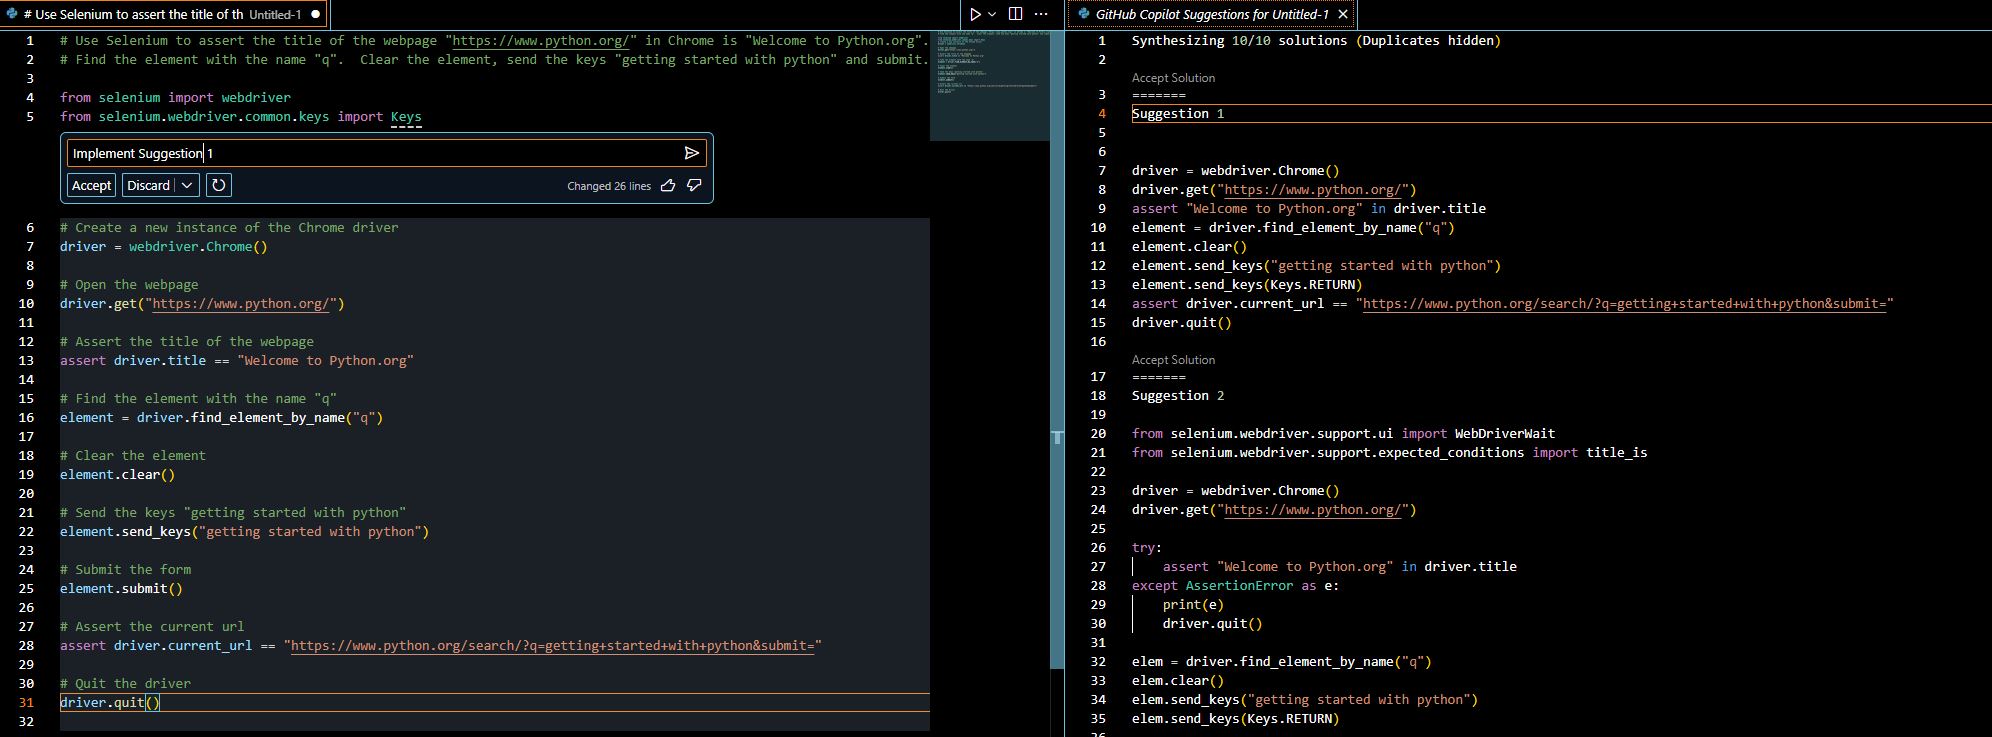 # Use Selenium to assert the title of th Untitled-1
1 # Use Selenium to assert the title of the webpage "https://www.python.org/" in Chrome is "Welcome to Python.org".
2 # Find the element with the name "q".  Clear the element, send the keys "getting started with python" and submit.
3
4 from selenium import webdriver
5 from selenium.webdriver.common.keys import Keys
Implement Suggestion 1
Accept Discard Changed 26 lines
6 # Create a new instance of the Chrome driver
7 driver = webdriver.Chrome()
8
9 # Open the webpage
10 driver.get("https://www.python.org/")
11
12 # Assert the title of the webpage
13 assert driver.title == "Welcome to Python.org"
14
15 # Find the element with the name "q"
16 element = driver.find_element_by_name("q")
17
18 # Clear the element
19 element.clear()
20
21 # Send the keys "getting started with python"
22 element.send_keys("getting started with python")
23
24 # Submit the form
25 element.submit()
26
27 # Assert the current url
28 assert driver.current_url == "https://www.python.org/search/?q=getting+started+with+python&submit="
29
30 # Quit the driver
31 driver.quit()
32
GitHub Copilot Suggestions for Untitled-1
1 Synthesizing 10/10 solutions (Duplicates hidden)
2
Accept Solution
3 =======
4 Suggestion 1
5
6
7 driver = webdriver.Chrome()
8 driver.get("https://www.python.org/")
9 assert "Welcome to Python.org" in driver.title
10 element = driver.find_element_by_name("q")
11 element.clear()
12 element.send_keys("getting started with python")
13 element.send_keys(Keys.RETURN)
14 assert driver.current_url == "https://www.python.org/search/?q=getting+started+with+python&submit="
15 driver.quit()
16
Accept Solution
17 =======
18 Suggestion 2
19
20 from selenium.webdriver.support.ui import WebDriverWait
21 from selenium.webdriver.support.expected_conditions import title_is
22
23 driver = webdriver.Chrome()
24 driver.get("https://www.python.org/")
25
26 try:
27     assert "Welcome to Python.org" in driver.title
28 except AssertionError as e:
29     print(e)
30     driver.quit()
31
32 elem = driver.find_element_by_name("q")
33 elem.clear()
34 elem.send_keys("getting started with python")
35 elem.send_keys(Keys.RETURN)